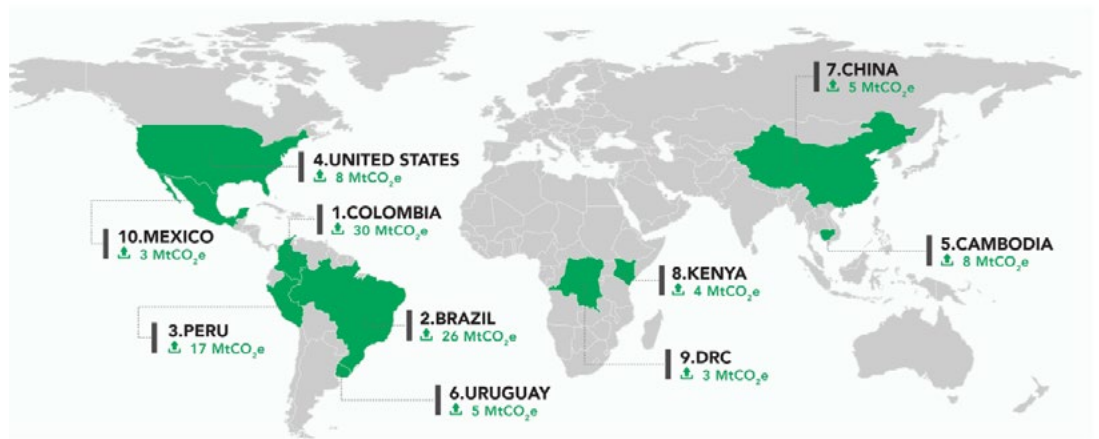 7.CHINA
5 MtCO₂e
4.UNITED STATES
8 MtCO₂e
1.COLOMBIA
30 MtCO₂e
10.MEXICO
3 MtCO₂e
5.CAMBODIA
8 MtCO₂e
8.KENYA
4 MtCO₂e
2.BRAZIL
26 MtCO₂e
3.PERU
17 MtCO₂e
9.DRC
3 MtCO₂e
6.URUGUAY
5 MtCO₂e